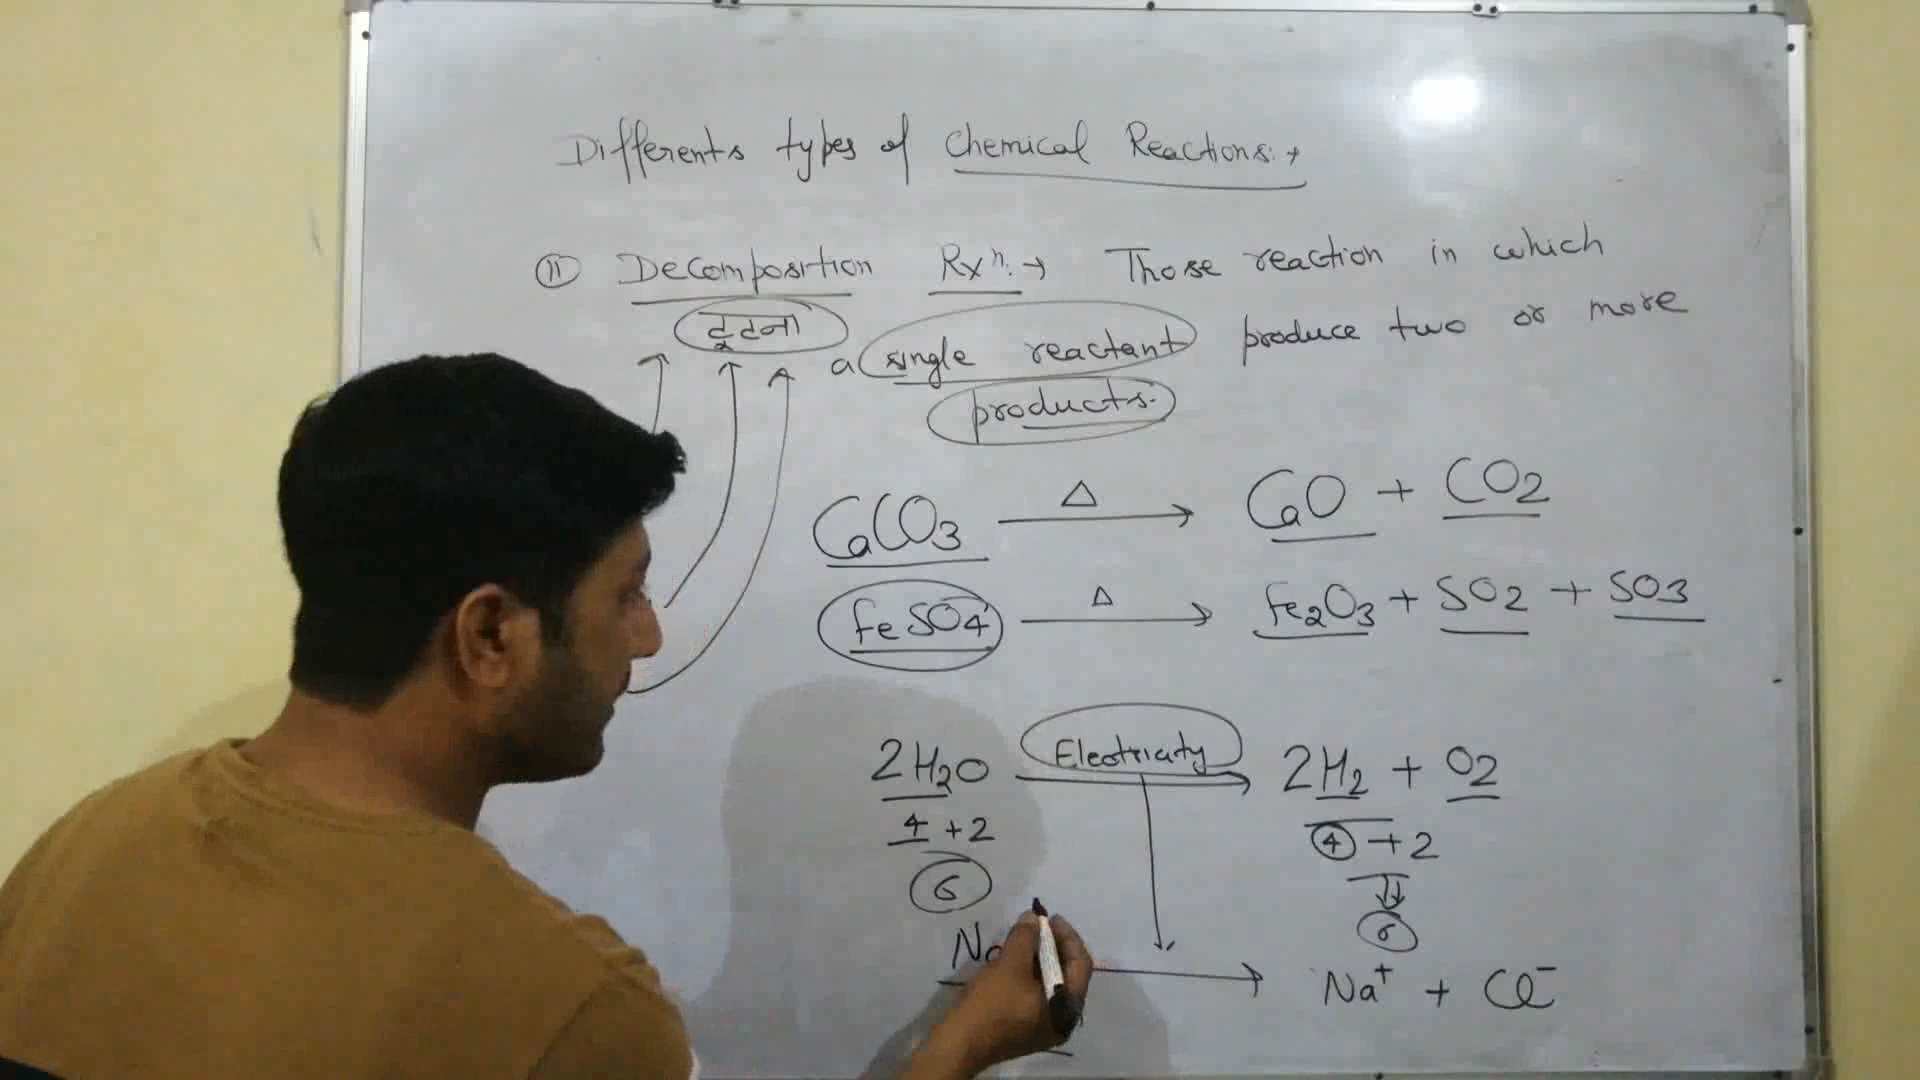 Differents types of Chemical Reactions:→
(II) Decomposition Rxn:→ Those reaction in which
टूटना
a single reactant produce two or more
products.
CaCO3 Δ→ CaO + CO2
FeSO4 Δ→ Fe2O3 + SO2 + SO3
2H2O Electricity→ 2H2 + O2
4 + 2 4 + 2
6 6
→ Na+ + Cl-